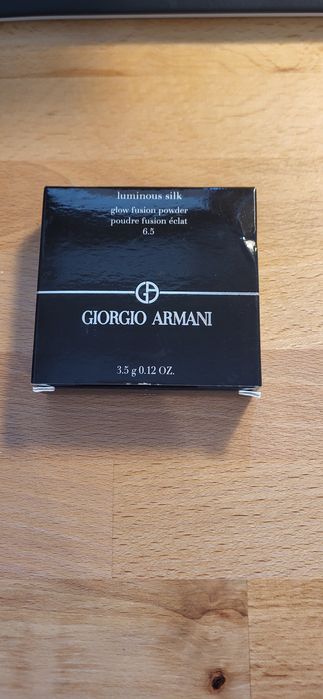 luminous silk
glow fusion powder
poudre fusion éclat
6.5
GIORGIO ARMANI
3.5 g 0.12 OZ.